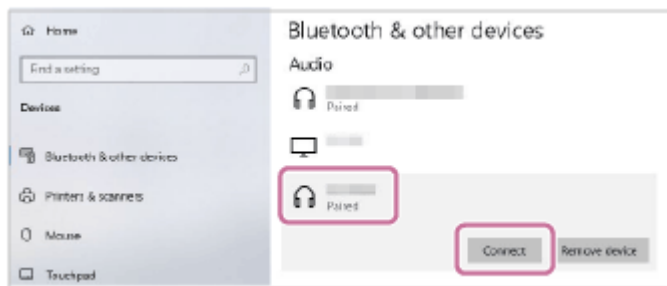 Home
Find a setting
Devices
Bluetooth & other devices
Printers & scanners
Mouse
Touchpad
Bluetooth & other devices
Audio
Paired
Paired
Connect
Remove device